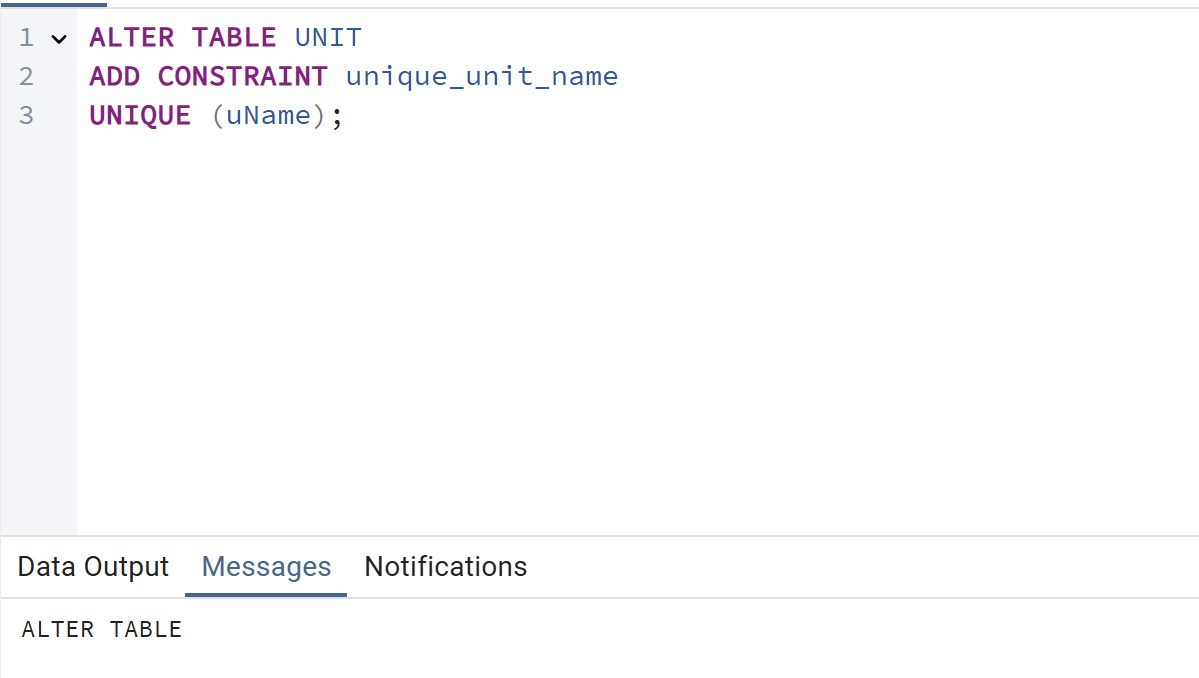 1 ALTER TABLE UNIT
2 ADD CONSTRAINT unique_unit_name
3 UNIQUE (uName);
Data Output Messages Notifications
ALTER TABLE